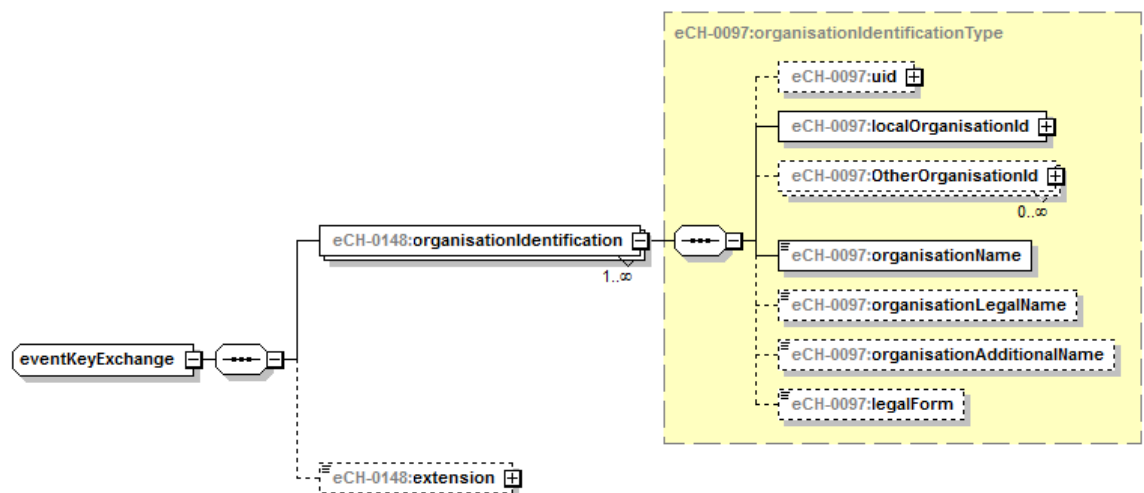 eCH-0097:organisationIdentificationType
eCH-0097:uid
eCH-0097:localOrganisationId
eCH-0097:OtherOrganisationId
0..∞
eCH-0148:organisationIdentification
1..∞
eCH-0097:organisationName
eCH-0097:organisationLegalName
eventKeyExchange
eCH-0097:organisationAdditionalName
eCH-0097:legalForm
eCH-0148:extension